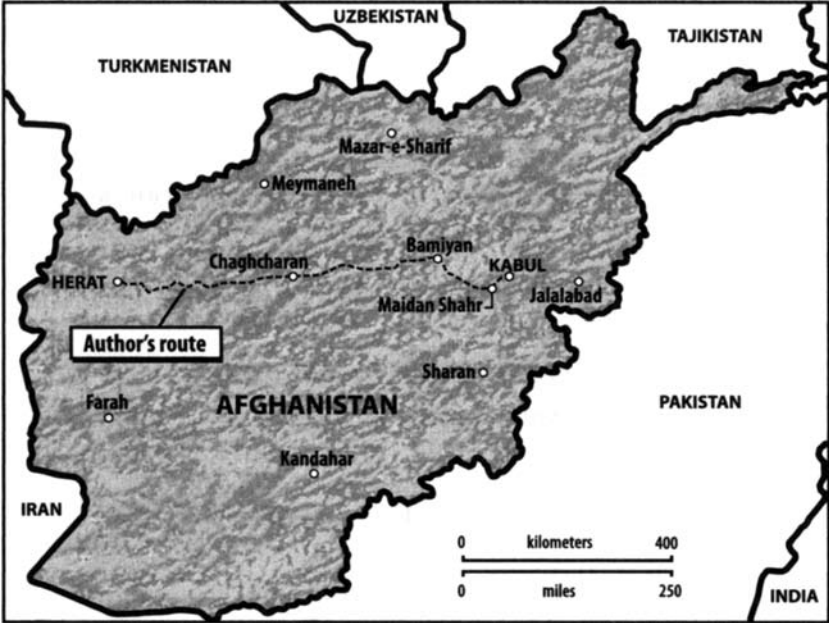 UZBEKISTAN
TAJIKISTAN
TURKMENISTAN
Mazar-e-Sharif
Meymaneh
Bamiyan
Chaghcharan
KABUL
HERAT
Maidan Shahr
Jalalabad
Author's route
Sharan
Farah
AFGHANISTAN
PAKISTAN
Kandahar
IRAN
0 kilometers 400
0 miles 250
INDIA